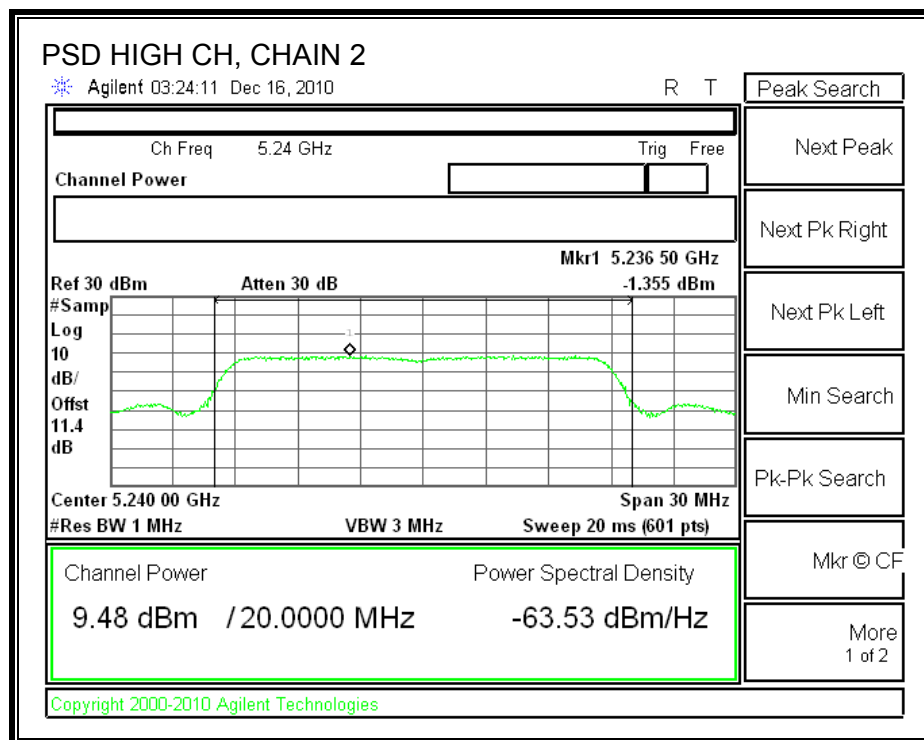 PSD HIGH CH, CHAIN 2
Agilent 03:24:11 Dec 16, 2010 R T
Peak Search
Ch Freq 5.24 GHz Trig Free
Channel Power
Mkr1 5.236 50 GHz
Ref 30 dBm Atten 30 dB -1.355 dBm
#Samp
Log
10
dB/
Offst
11.4
dB
1
Center 5.240 00 GHz Span 30 MHz
#Res BW 1 MHz VBW 3 MHz Sweep 20 ms (601 pts)
Channel Power Power Spectral Density
9.48 dBm / 20.0000 MHz -63.53 dBm/Hz
Next Peak
Next Pk Right
Next Pk Left
Min Search
Pk-Pk Search
Mkr © CF
More
1 of 2
Copyright 2000-2010 Agilent Technologies